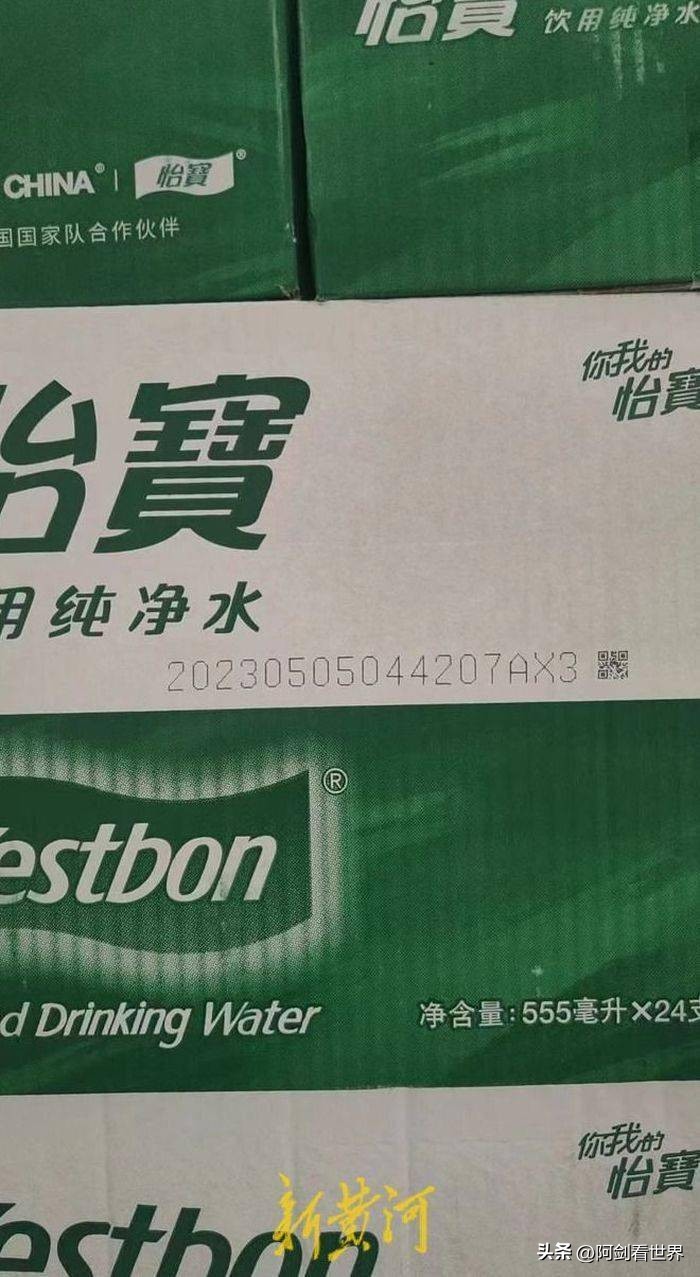 怡寶 饮用纯净水
CHINA® | 怡寶®
国国家队合作伙伴
你我的
怡寶
怡寶
用纯净水
20230505044207AX3
estbon®
d Drinking Water
净含量:555毫升×24支
你我的
怡寶
estbon
新黄河
头条 @阿剑看世界